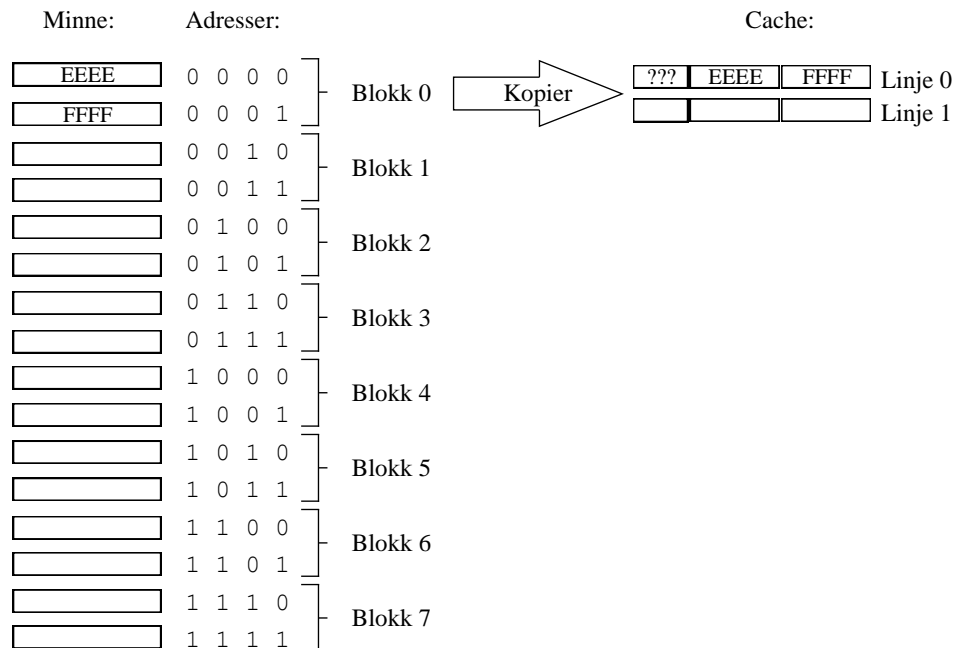 Minne: Adresser: Cache:
EEEE 0 0 0 0
FFFF 0 0 0 1
Blokk 0
Kopier
??? EEEE FFFF Linje 0
Linje 1
0 0 1 0
0 0 1 1
Blokk 1
0 1 0 0
0 1 0 1
Blokk 2
0 1 1 0
0 1 1 1
Blokk 3
1 0 0 0
1 0 0 1
Blokk 4
1 0 1 0
1 0 1 1
Blokk 5
1 1 0 0
1 1 0 1
Blokk 6
1 1 1 0
1 1 1 1
Blokk 7